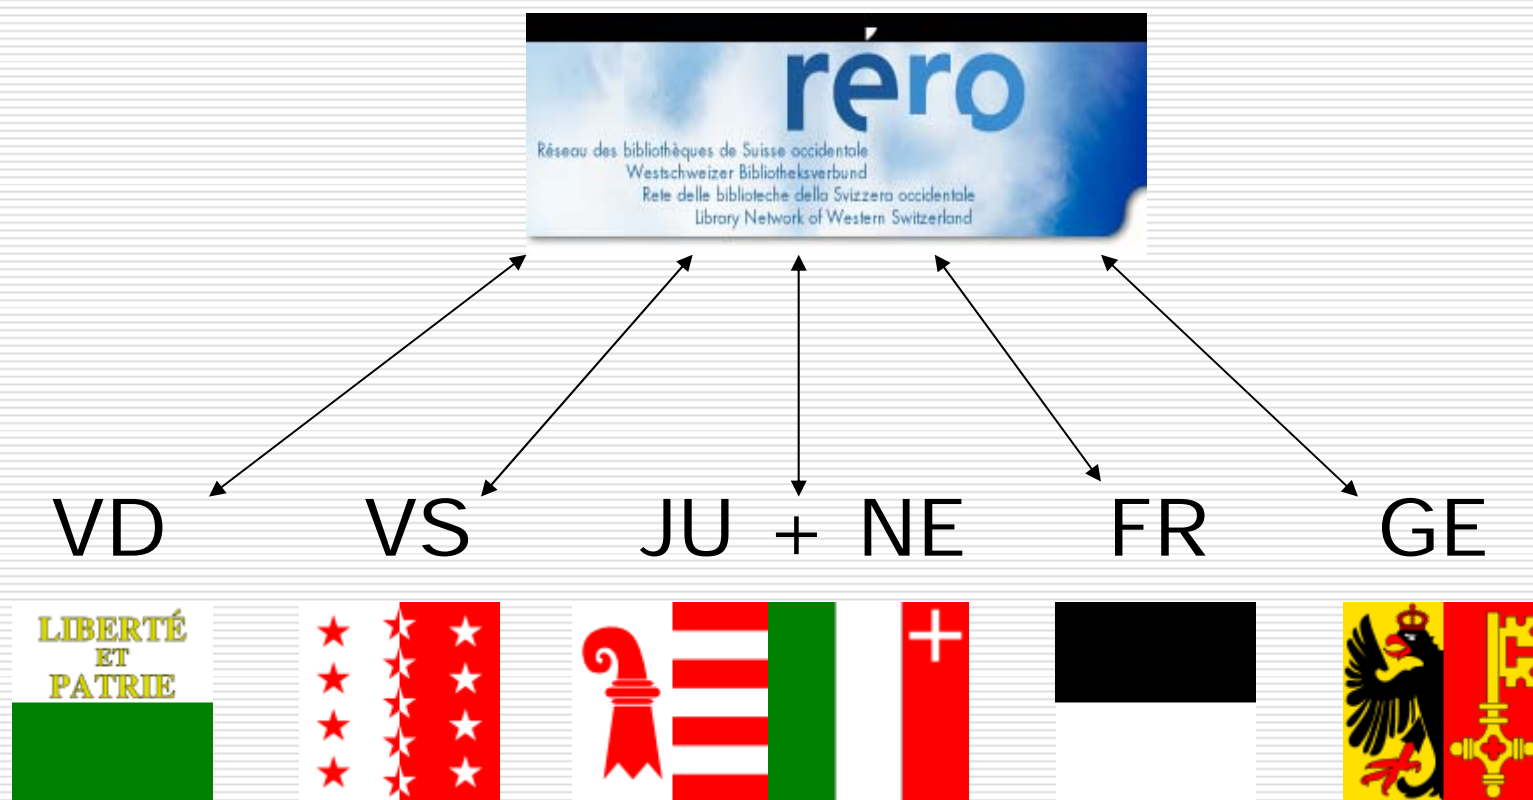 réro
Réseau des bibliothèques de Suisse occidentale
Westschweizer Bibliotheksverbund
Rete delle biblioteche della Svizzera occidentale
Library Network of Western Switzerland
VD VS JU + NE FR GE
LIBERTÉ
ET
PATRIE